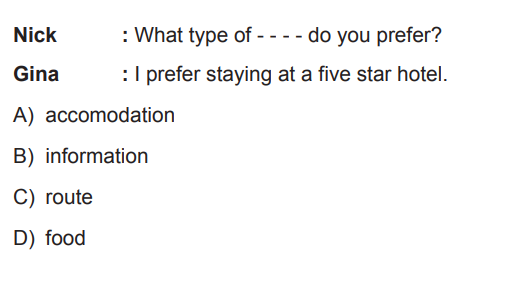 Nick : What type of - - - - do you prefer?
Gina : I prefer staying at a five star hotel.
A) accomodation
B) information
C) route
D) food